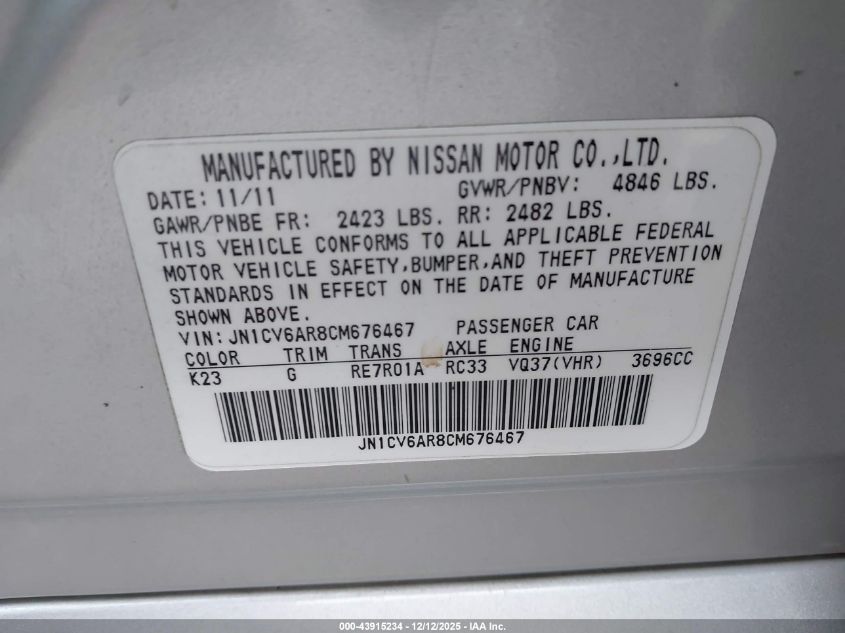 MANUFACTURED BY NISSAN MOTOR CO.,LTD.
DATE: 11/11 GVWR/PNBV: 4846 LBS.
GAWR/PNBE FR: 2423 LBS. RR: 2482 LBS.
THIS VEHICLE CONFORMS TO ALL APPLICABLE FEDERAL
MOTOR VEHICLE SAFETY,BUMPER,AND THEFT PREVENTION
STANDARDS IN EFFECT ON THE DATE OF MANUFACTURE
SHOWN ABOVE.
VIN: JN1CV6AR8CM676467 PASSENGER CAR
COLOR TRIM TRANS AXLE ENGINE
K23 G RE7R01A RC33 VQ37(VHR) 3696CC
JN1CV6AR8CM676467
000-43915234 - 12/12/2025 - IAA Inc.